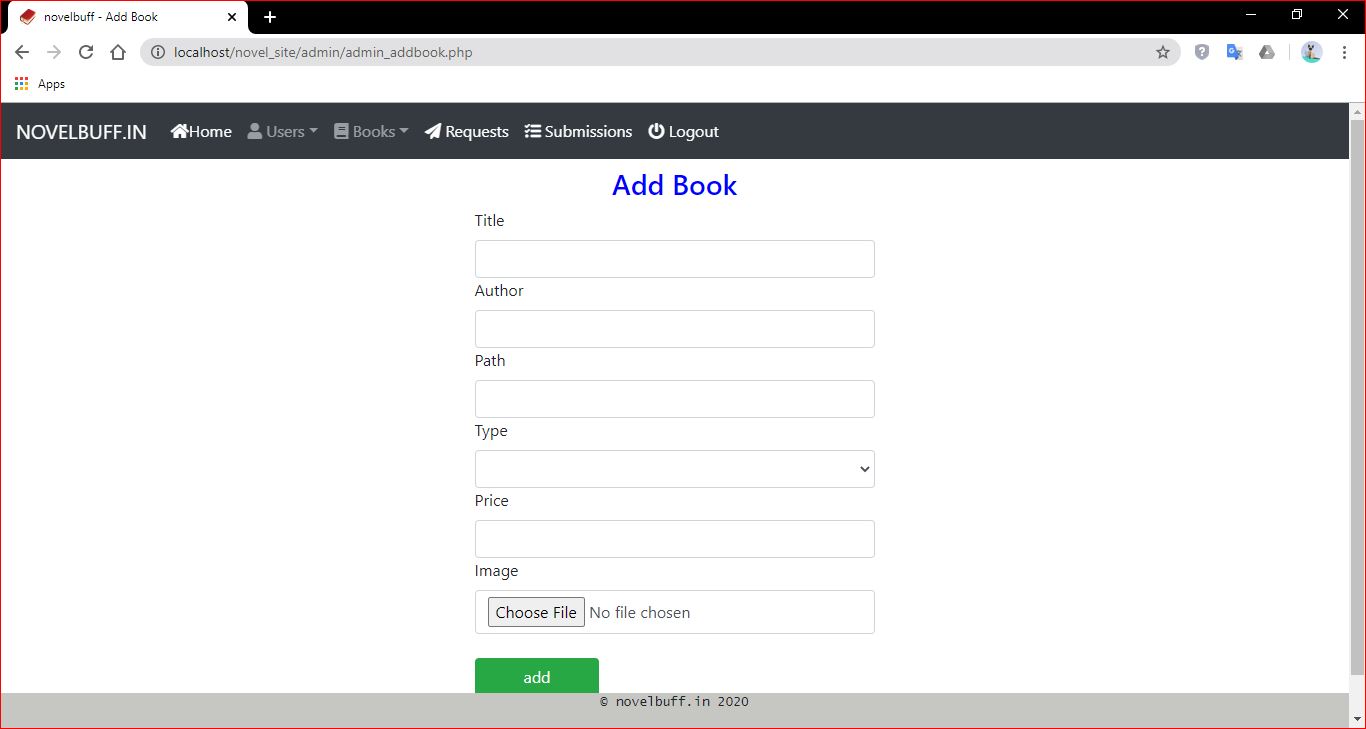 novelbuff - Add Book
localhost/novel_site/admin/admin_addbook.php
Apps
NOVELBUFF.IN Home Users Books Requests Submissions Logout
Add Book
Title
Author
Path
Type
Price
Image
Choose File No file chosen
add
© novelbuff.in 2020